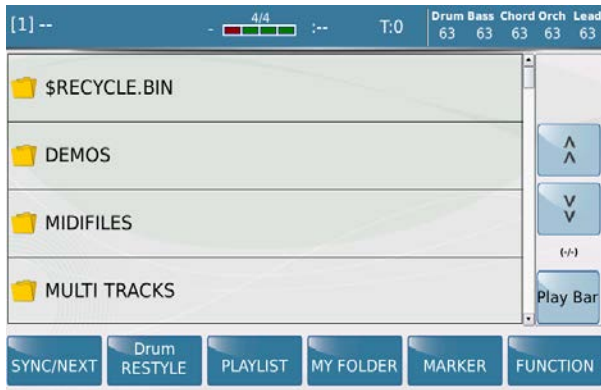 [1] --
- 4/4 :-- T:0
Drum Bass Chord Orch Lead
63 63 63 63 63
$RECYCLE.BIN
DEMOS
MIDIFILES
MULTI TRACKS
(-/-)
Play Bar
SYNC/NEXT
Drum
RESTYLE
PLAYLIST
MY FOLDER
MARKER
FUNCTION